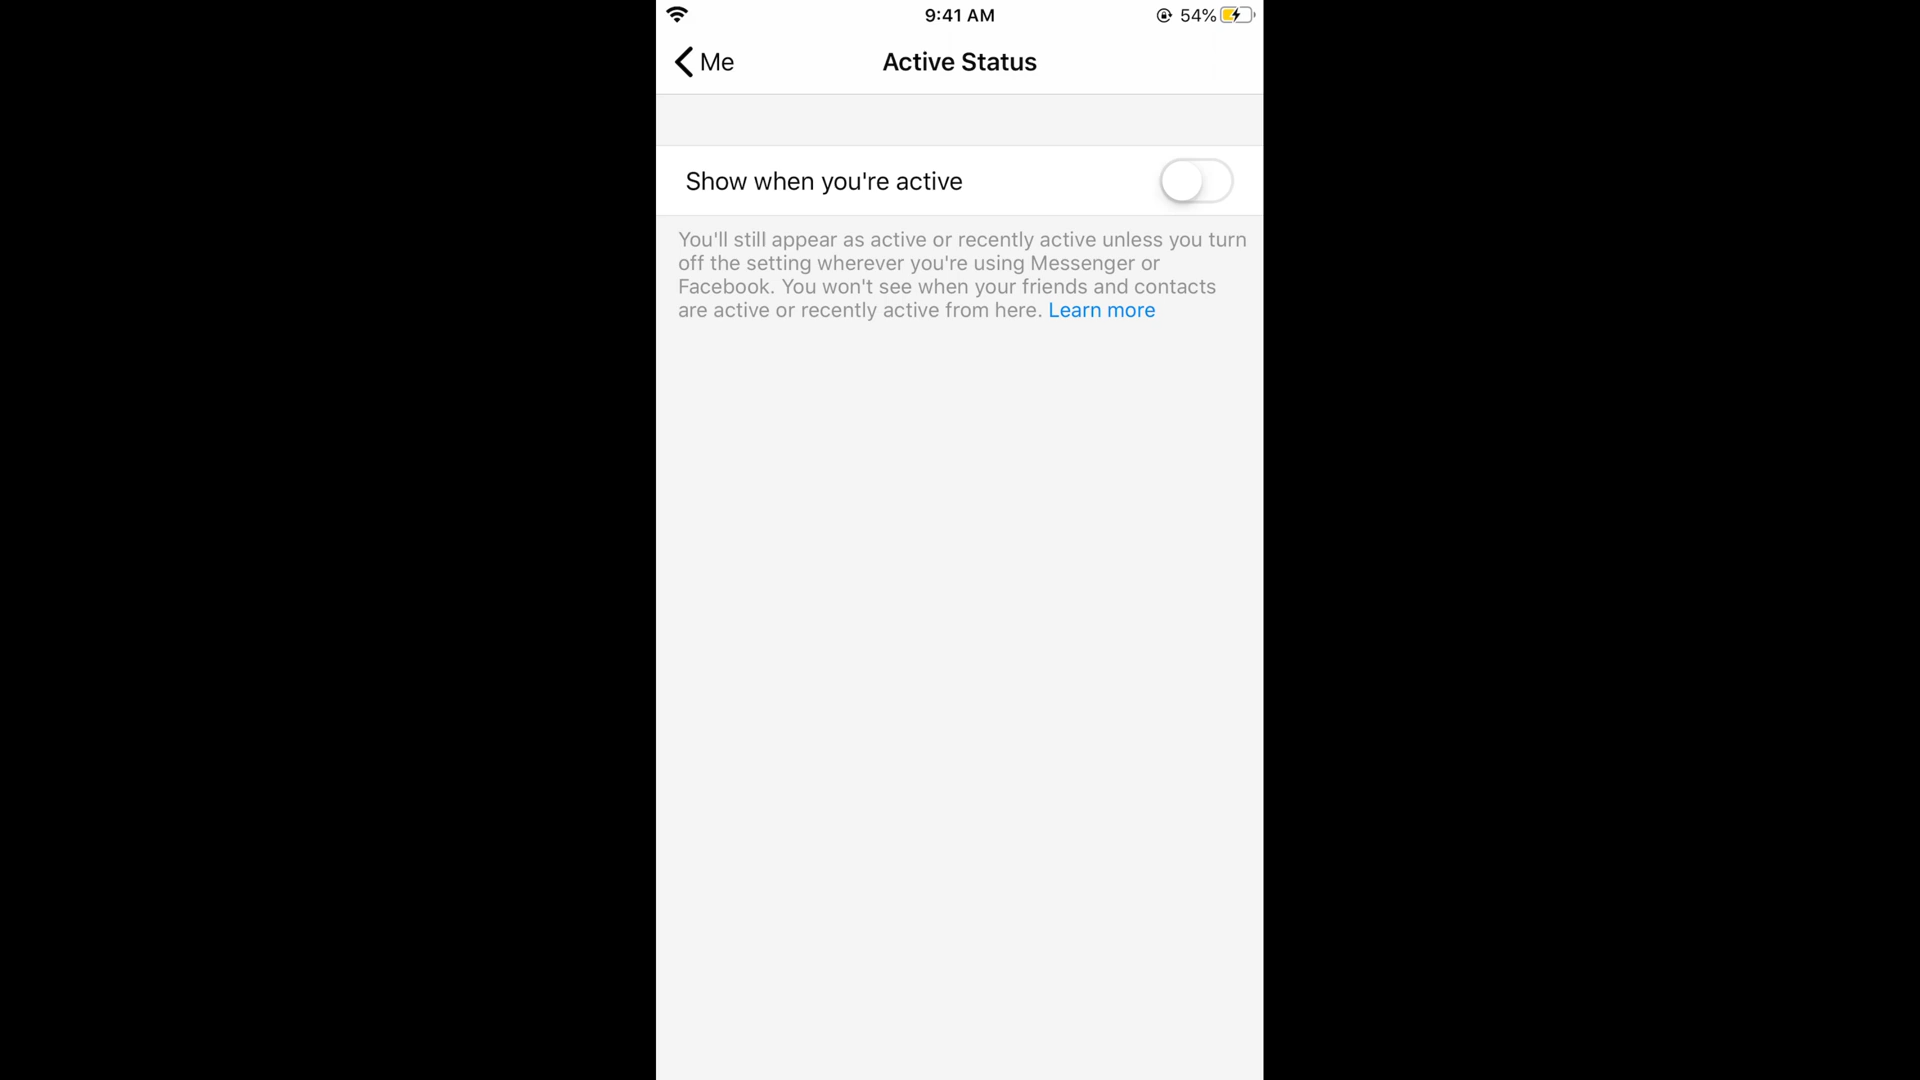 9:41 AM
54%
Me
Active Status
Show when you're active
You'll still appear as active or recently active unless you turn
off the setting wherever you're using Messenger or
Facebook. You won't see when your friends and contacts
are active or recently active from here. Learn more